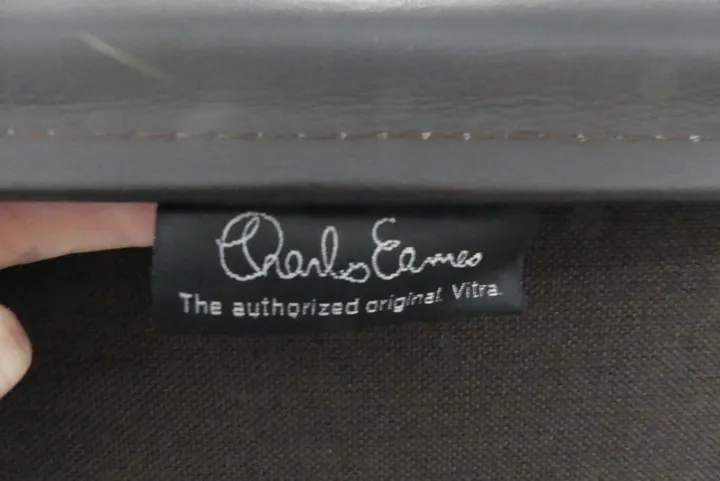 Charles Eames
The authorized original. Vitra.